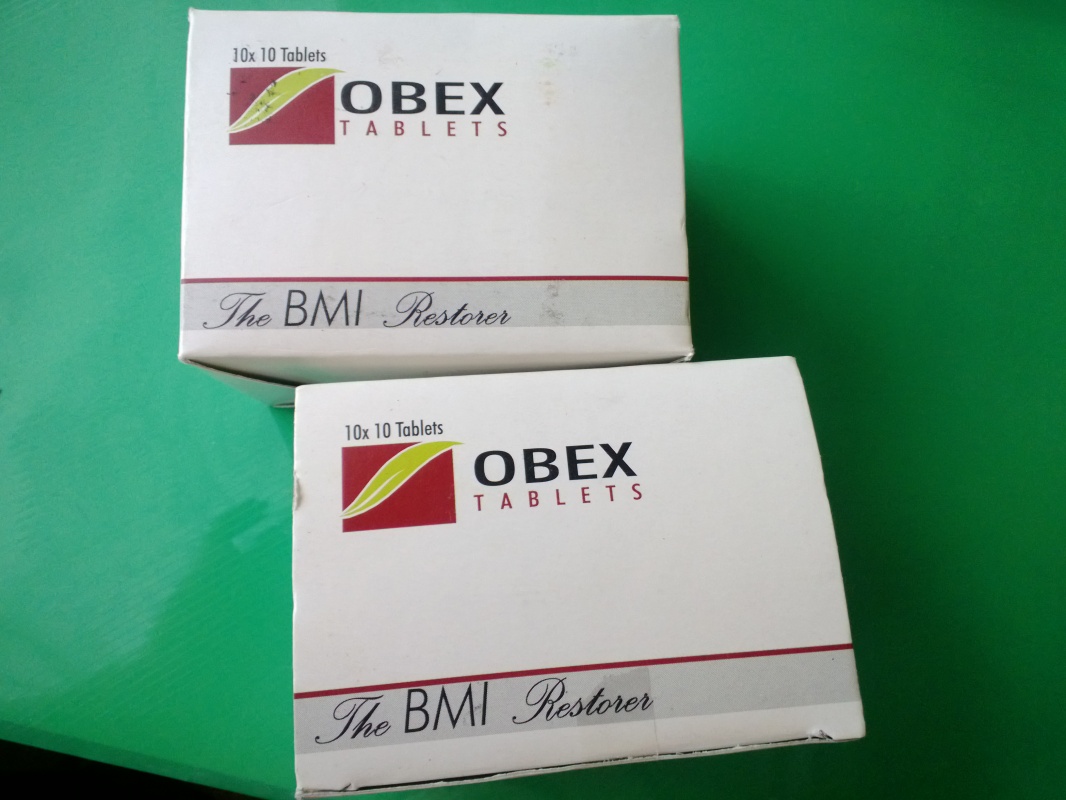 10x 10 Tablets
OBEX
TABLETS
The BMI Restorer
10x 10 Tablets
OBEX
TABLETS
The BMI Restorer